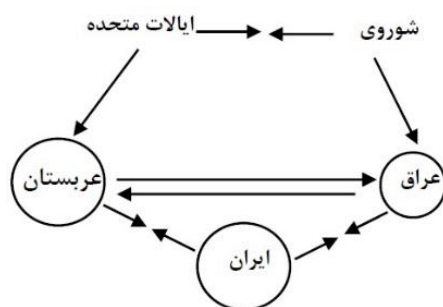 شوروی
ایالات متحده
عراق
عربستان
ایران